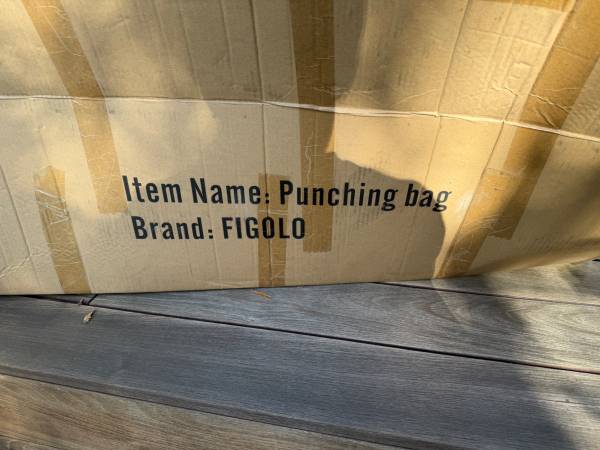 Item Name: Punching bag
Brand: FIGOLO